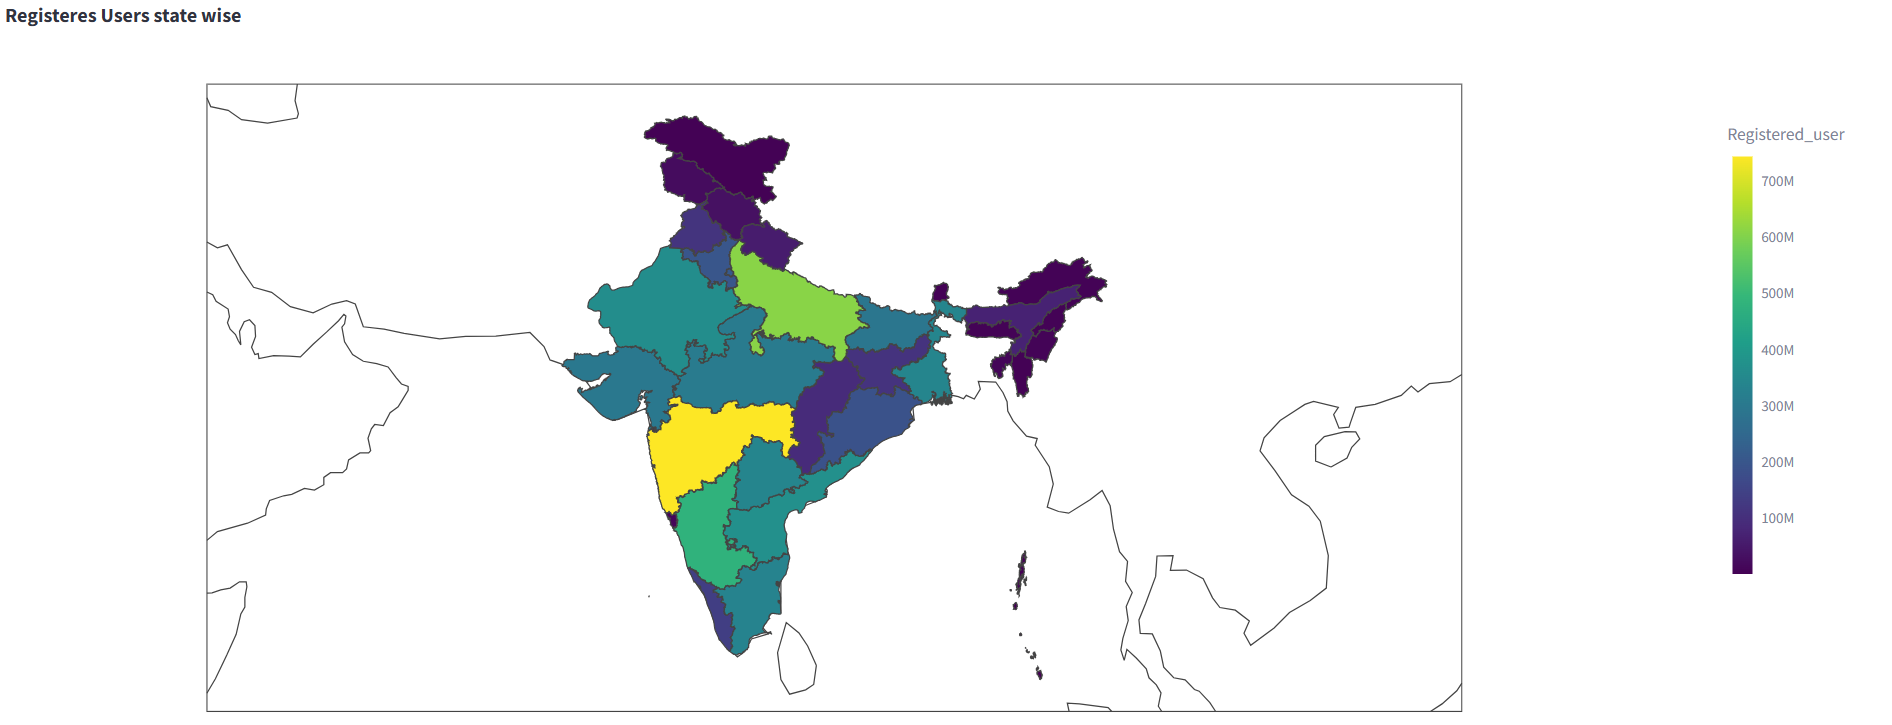 Registeres Users state wise
Registered_user
700M
600M
500M
400M
300M
200M
100M